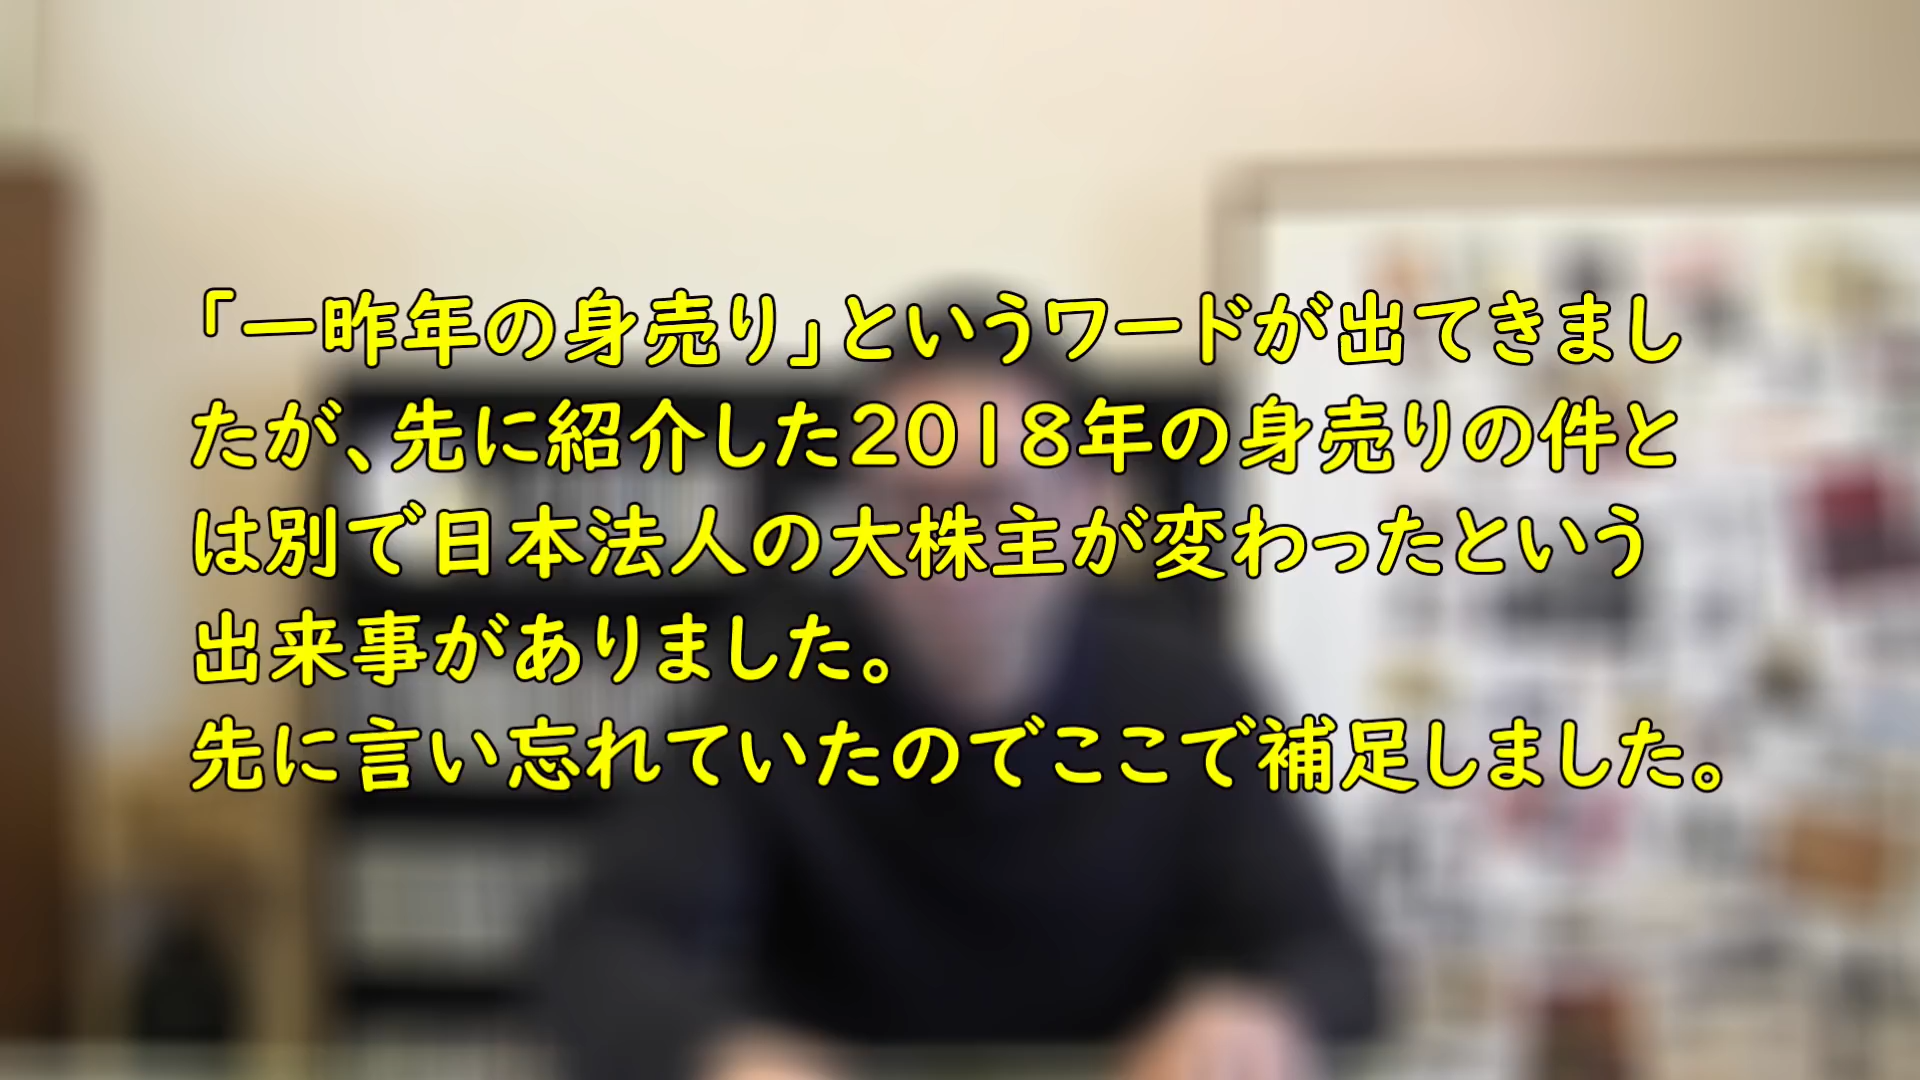 「一昨年の身売り」というワードが出てきまし
たが、先に紹介した2018年の身売りの件と
は別で日本法人の大株主が変わったという
出来事がありました。
先に言い忘れていたのでここで補足しました。